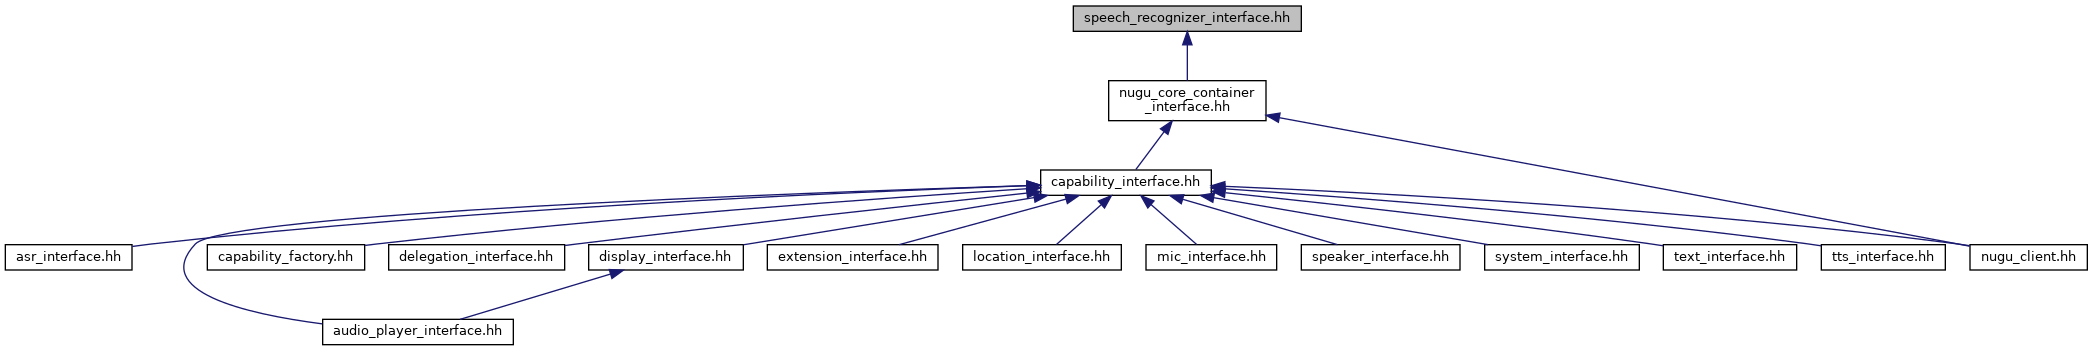 speech_recognizer_interface.hh
nugu_core_container
_interface.hh
capability_interface.hh
asr_interface.hh
capability_factory.hh
delegation_interface.hh
display_interface.hh
extension_interface.hh
location_interface.hh
mic_interface.hh
speaker_interface.hh
system_interface.hh
text_interface.hh
tts_interface.hh
nugu_client.hh
audio_player_interface.hh